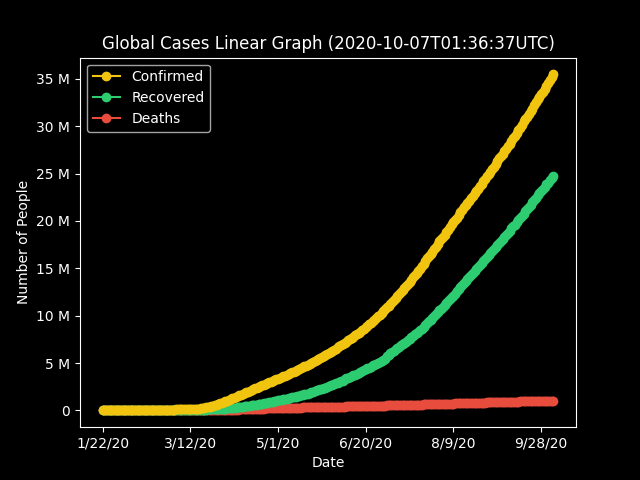 Global Cases Linear Graph (2020-10-07T01:36:37UTC)
Confirmed
Recovered
Deaths
35 M
30 M
25 M
20 M
15 M
10 M
5 M
0
Number of People
1/22/20 3/12/20 5/1/20 6/20/20 8/9/20 9/28/20
Date